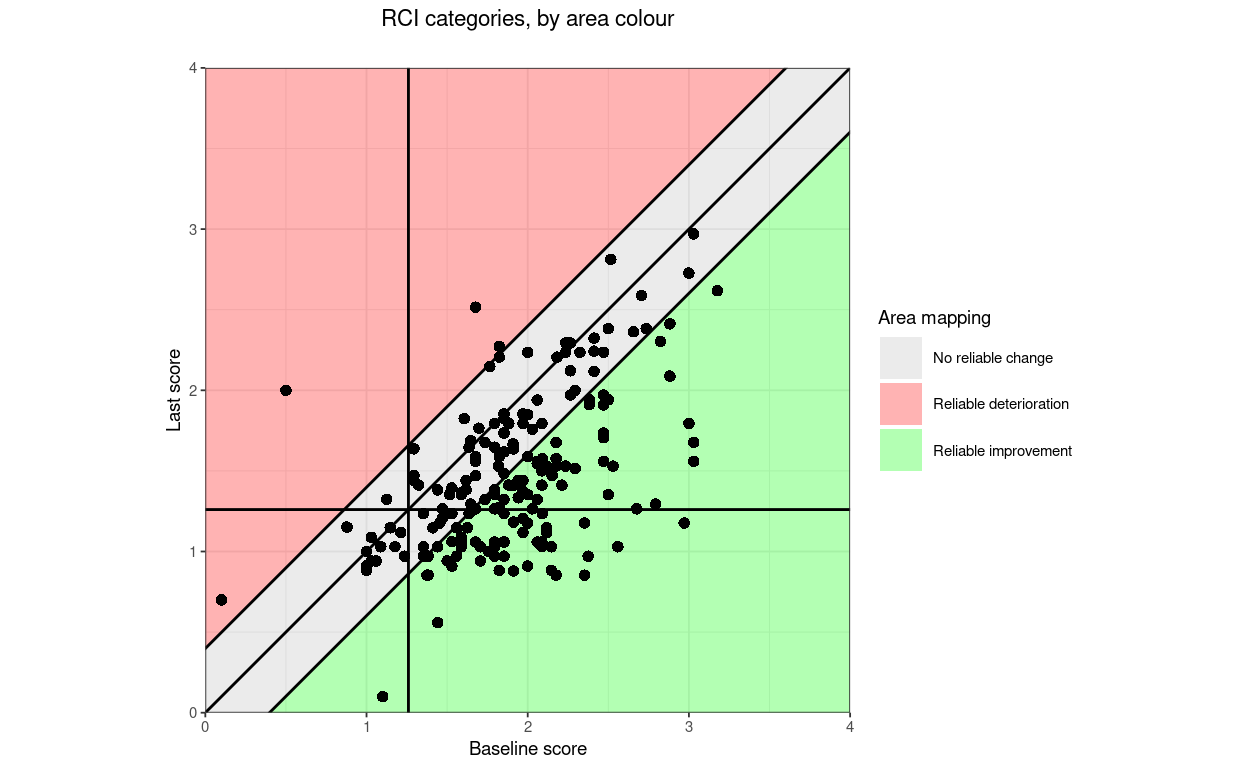 RCI categories, by area colour
4
3
2
1
0
Last score
0 1 2 3 4
Baseline score
Area mapping
No reliable change
Reliable deterioration
Reliable improvement